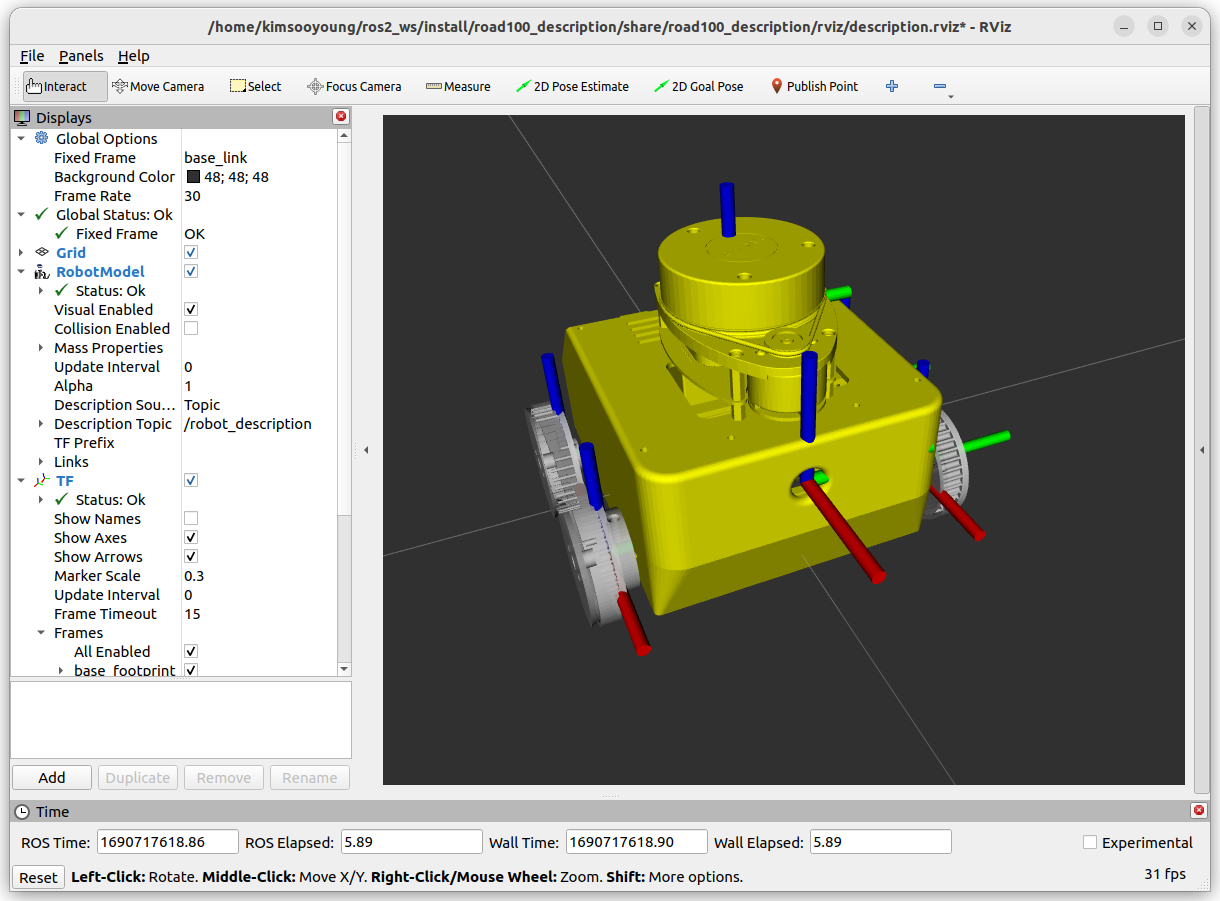 /home/kimsooyoung/ros2_ws/install/road100_description/share/road100_description/rviz/description.rviz* - RViz
File Panels Help
Interact Move Camera Select Focus Camera Measure 2D Pose Estimate 2D Goal Pose Publish Point
Displays
Global Options
Fixed Frame base_link
Background Color 48; 48; 48
Frame Rate 30
Global Status: Ok
Fixed Frame OK
Grid
RobotModel
Status: Ok
Visual Enabled
Collision Enabled
Mass Properties
Update Interval 0
Alpha 1
Description Sou... Topic
Description Topic /robot_description
TF Prefix
Links
TF
Status: Ok
Show Names
Show Axes
Show Arrows
Marker Scale 0.3
Update Interval 0
Frame Timeout 15
Frames
All Enabled
base_footprint
Add Duplicate Remove Rename
Time
ROS Time: 1690717618.86 ROS Elapsed: 5.89 Wall Time: 1690717618.90 Wall Elapsed: 5.89 Experimental
Reset Left-Click: Rotate. Middle-Click: Move X/Y. Right-Click/Mouse Wheel: Zoom. Shift: More options. 31 fps